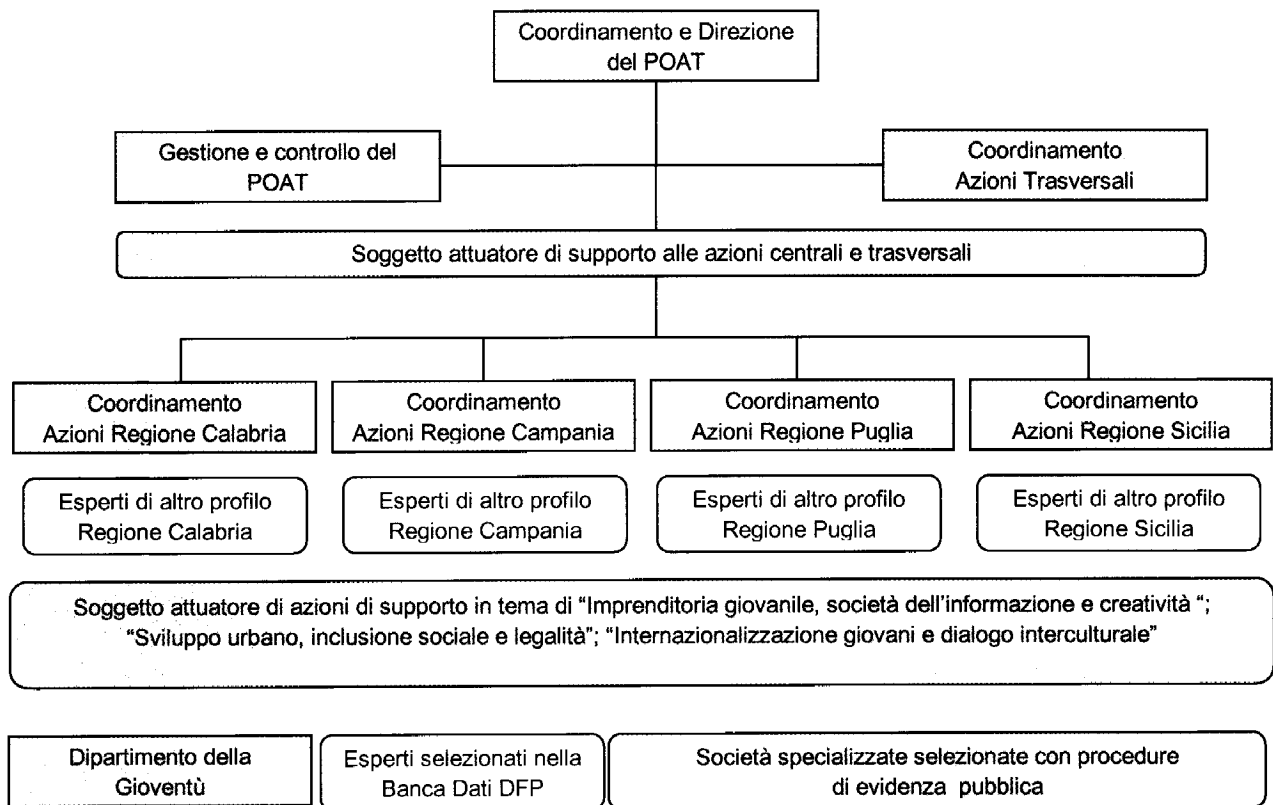 Coordinamento e Direzione
del POAT
Gestione e controllo del
POAT
Coordinamento
Azioni Trasversali
Soggetto attuatore di supporto alle azioni centrali e trasversali
Coordinamento
Azioni Regione Calabria
Coordinamento
Azioni Regione Campania
Coordinamento
Azioni Regione Puglia
Coordinamento
Azioni Regione Sicilia
Esperti di altro profilo
Regione Calabria
Esperti di altro profilo
Regione Campania
Esperti di altro profilo
Regione Puglia
Esperti di altro profilo
Regione Sicilia
Soggetto attuatore di azioni di supporto in tema di “Imprenditoria giovanile, società dell’informazione e creatività “;
“Sviluppo urbano, inclusione sociale e legalità”; “Internazionalizzazione giovani e dialogo interculturale”
Dipartimento della
Gioventù
Esperti selezionati nella
Banca Dati DFP
Società specializzate selezionate con procedure
di evidenza pubblica